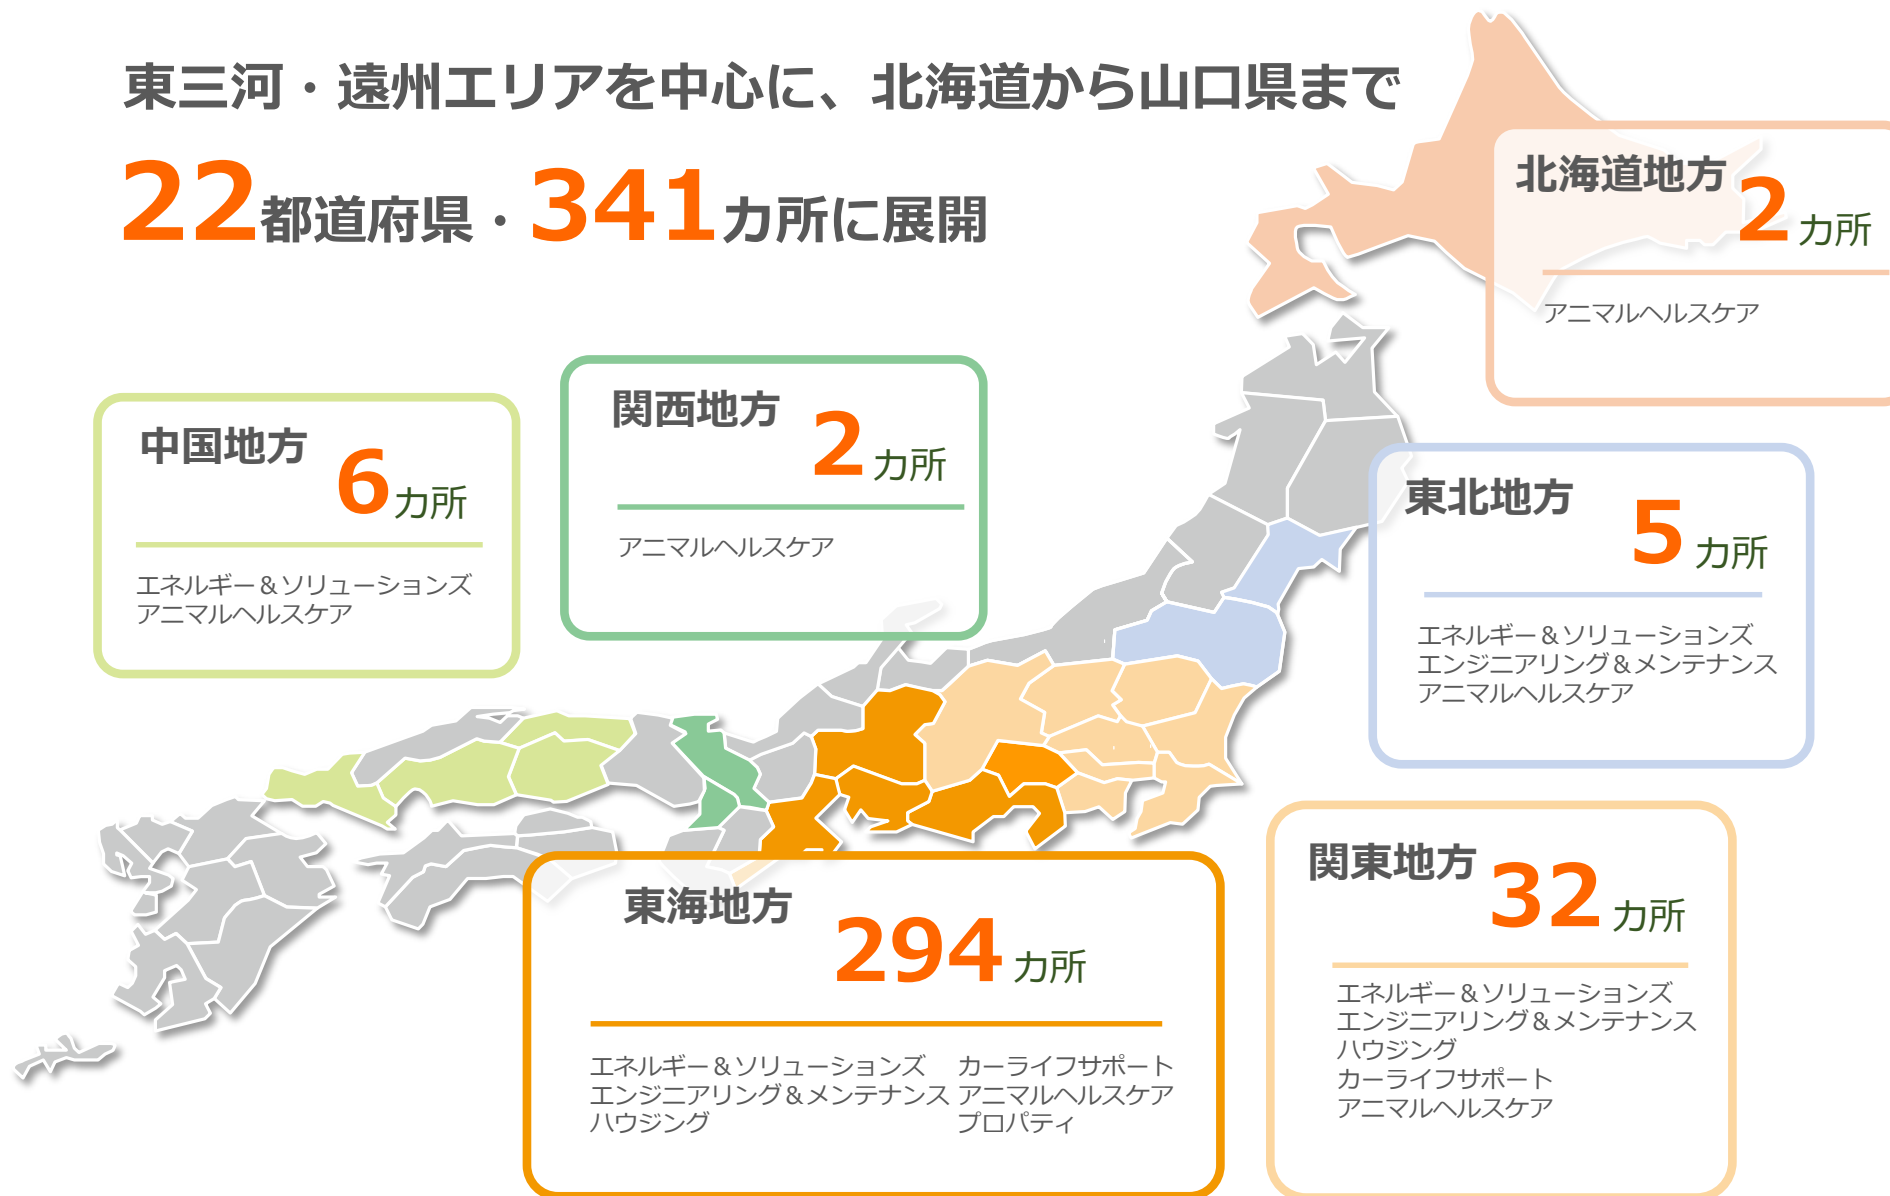 東三河・遠州エリアを中心に、北海道から山口県まで
22都道府県・341カ所に展開
北海道地方 2カ所
アニマルヘルスケア
関西地方 2カ所
アニマルヘルスケア
中国地方 6カ所
エネルギー＆ソリューションズ
アニマルヘルスケア
東北地方 5カ所
エネルギー＆ソリューションズ
エンジニアリング＆メンテナンス
アニマルヘルスケア
関東地方 32カ所
エネルギー＆ソリューションズ
エンジニアリング＆メンテナンス
ハウジング
カーライフサポート
アニマルヘルスケア
東海地方 294カ所
エネルギー＆ソリューションズ
エンジニアリング＆メンテナンス
ハウジング
カーライフサポート
アニマルヘルスケア
プロパティ